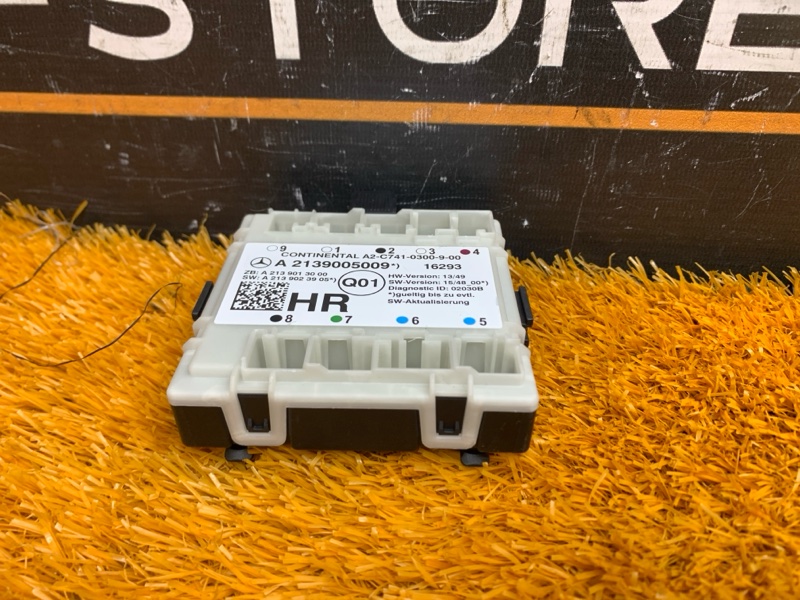 STORE
9 1 2 3 4
CONTINENTAL A2-C741-0300-9-00
A 2139005009*) 16293
ZB: A 213 901 30 00
SW: A 213 902 39 05*)
Q01
HW-Version: 13/49
SW-Version: 15/48_00*)
Diagnostic ID: 02030B
*)gueltig bis zu evtl.
SW-Aktualisierung
HR
8 7 6 5